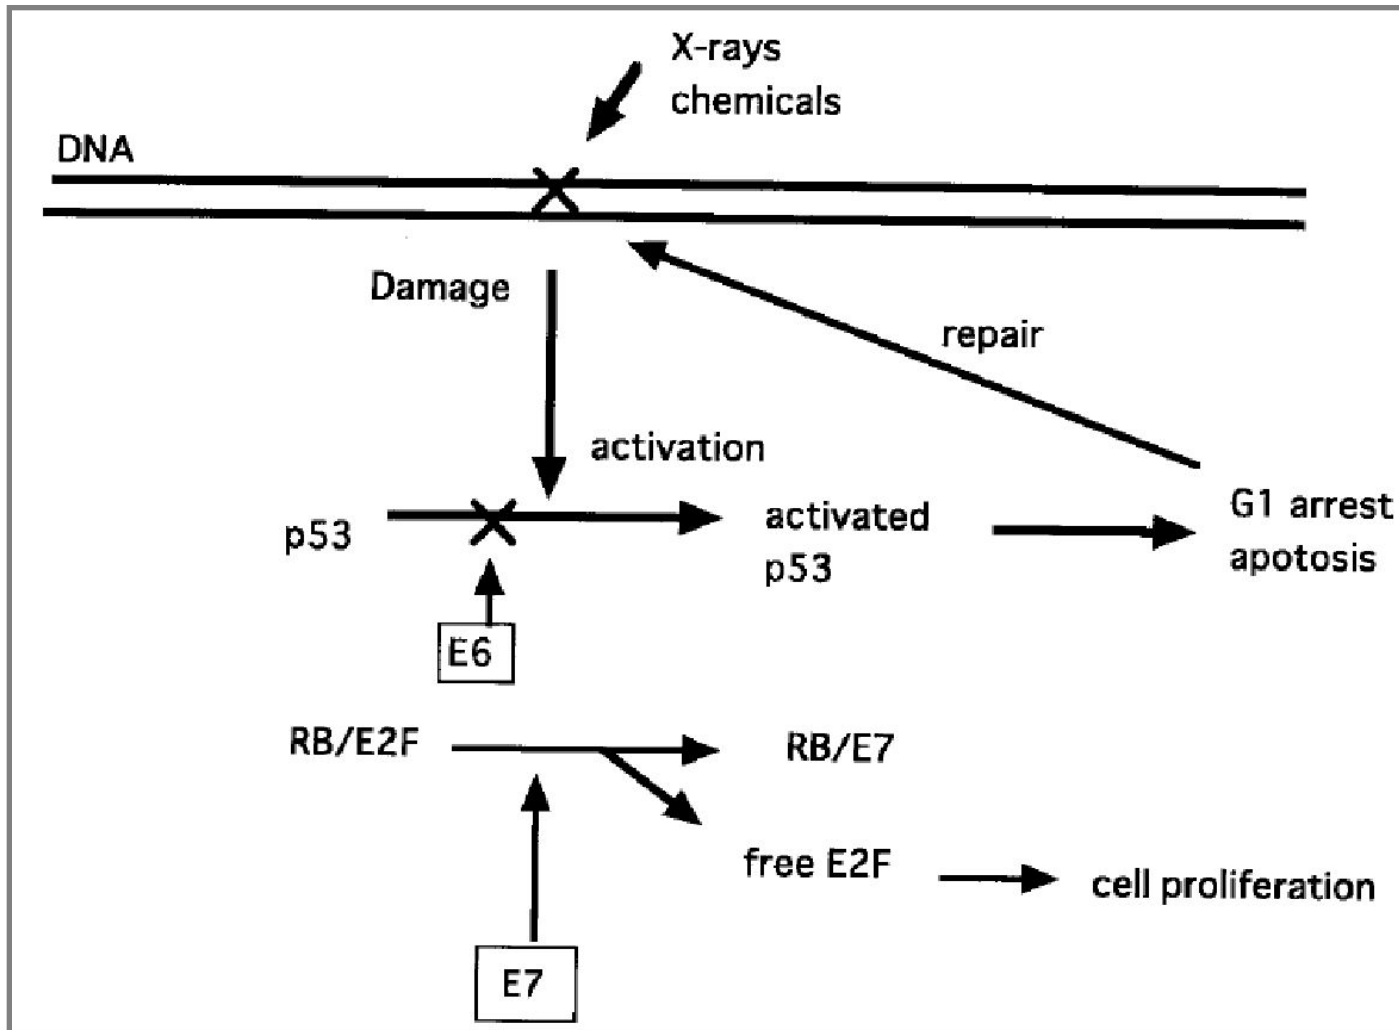 X-rays
chemicals
DNA
Damage
repair
activation
p53
activated
p53
G1 arrest
apotosis
E6
RB/E2F
RB/E7
free E2F
cell proliferation
E7